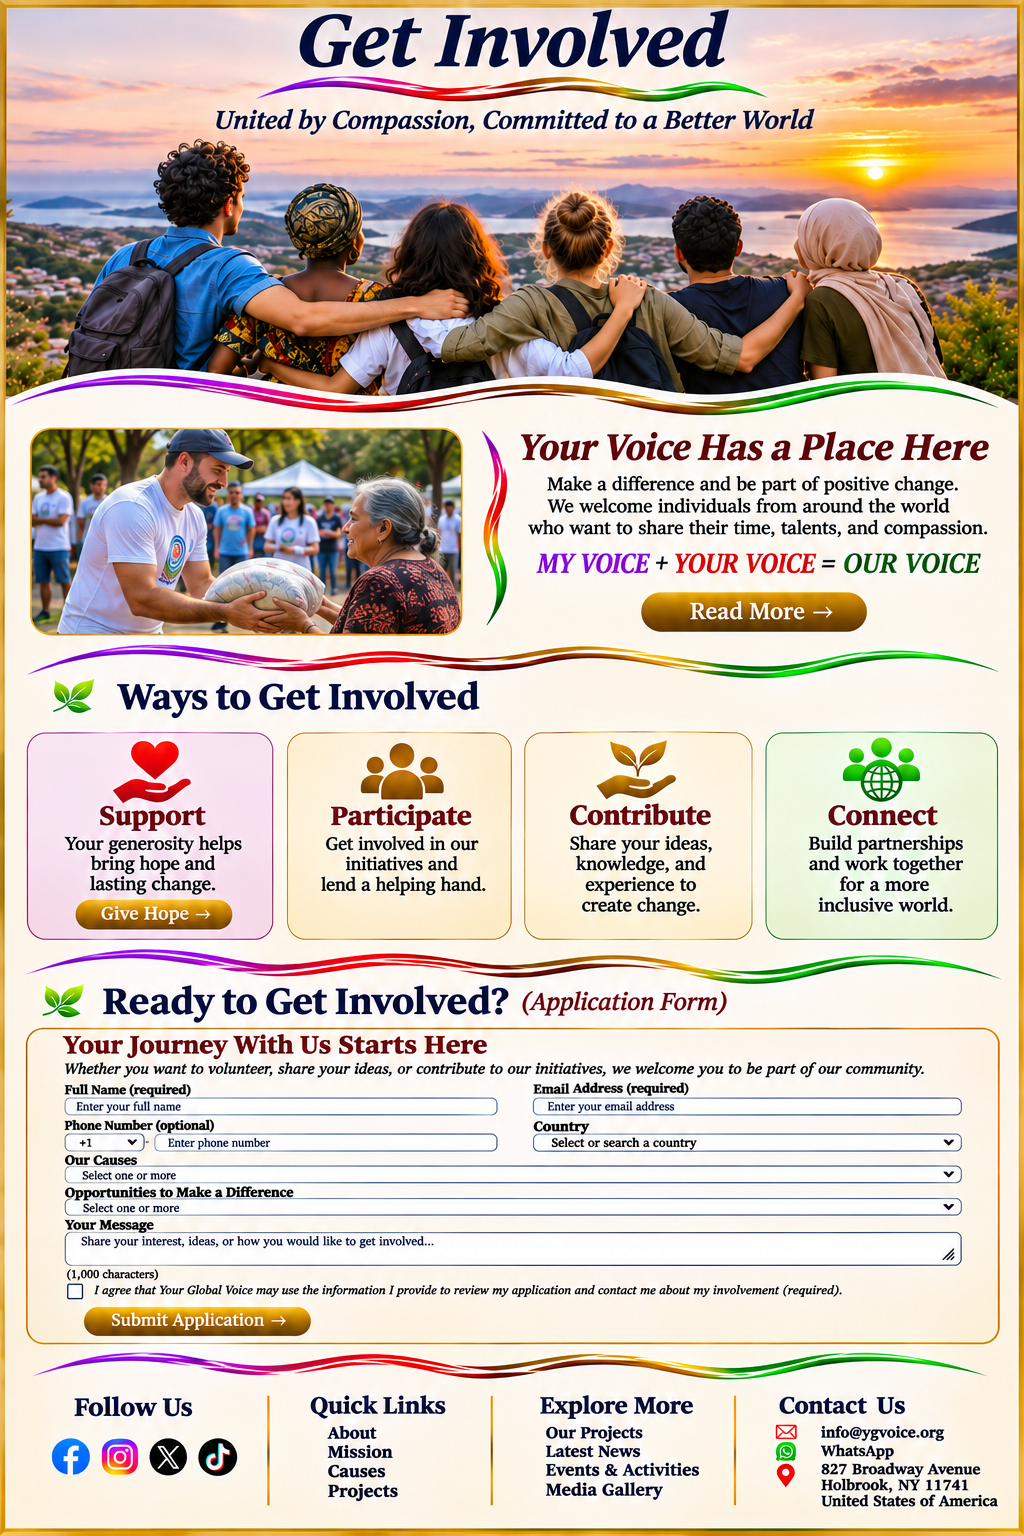 Get Involved
United by Compassion, Committed to a Better World
Your Voice Has a Place Here
Make a difference and be part of positive change.
We welcome individuals from around the world
who want to share their time, talents, and compassion.
MY VOICE + YOUR VOICE = OUR VOICE
Read More →
Ways to Get Involved
Support
Your generosity helps
bring hope and
lasting change.
Give Hope →
Participate
Get involved in our
initiatives and
lend a helping hand.
Contribute
Share your ideas,
knowledge, and
experience to
create change.
Connect
Build partnerships
and work together
for a more
inclusive world.
Ready to Get Involved? (Application Form)
Your Journey With Us Starts Here
Whether you want to volunteer, share your ideas, or contribute to our initiatives, we welcome you to be part of our community.
Full Name (required)
Enter your full name
Email Address (required)
Enter your email address
Phone Number (optional)
+1 - Enter phone number
Country
Select or search a country
Our Causes
Select one or more
Opportunities to Make a Difference
Select one or more
Your Message
Share your interest, ideas, or how you would like to get involved...
(1,000 characters)
I agree that Your Global Voice may use the information I provide to review my application and contact me about my involvement (required).
Submit Application →
Follow Us
Quick Links
About
Mission
Causes
Projects
Explore More
Our Projects
Latest News
Events & Activities
Media Gallery
Contact Us
info@ygvoice.org
WhatsApp
827 Broadway Avenue
Holbrook, NY 11741
United States of America